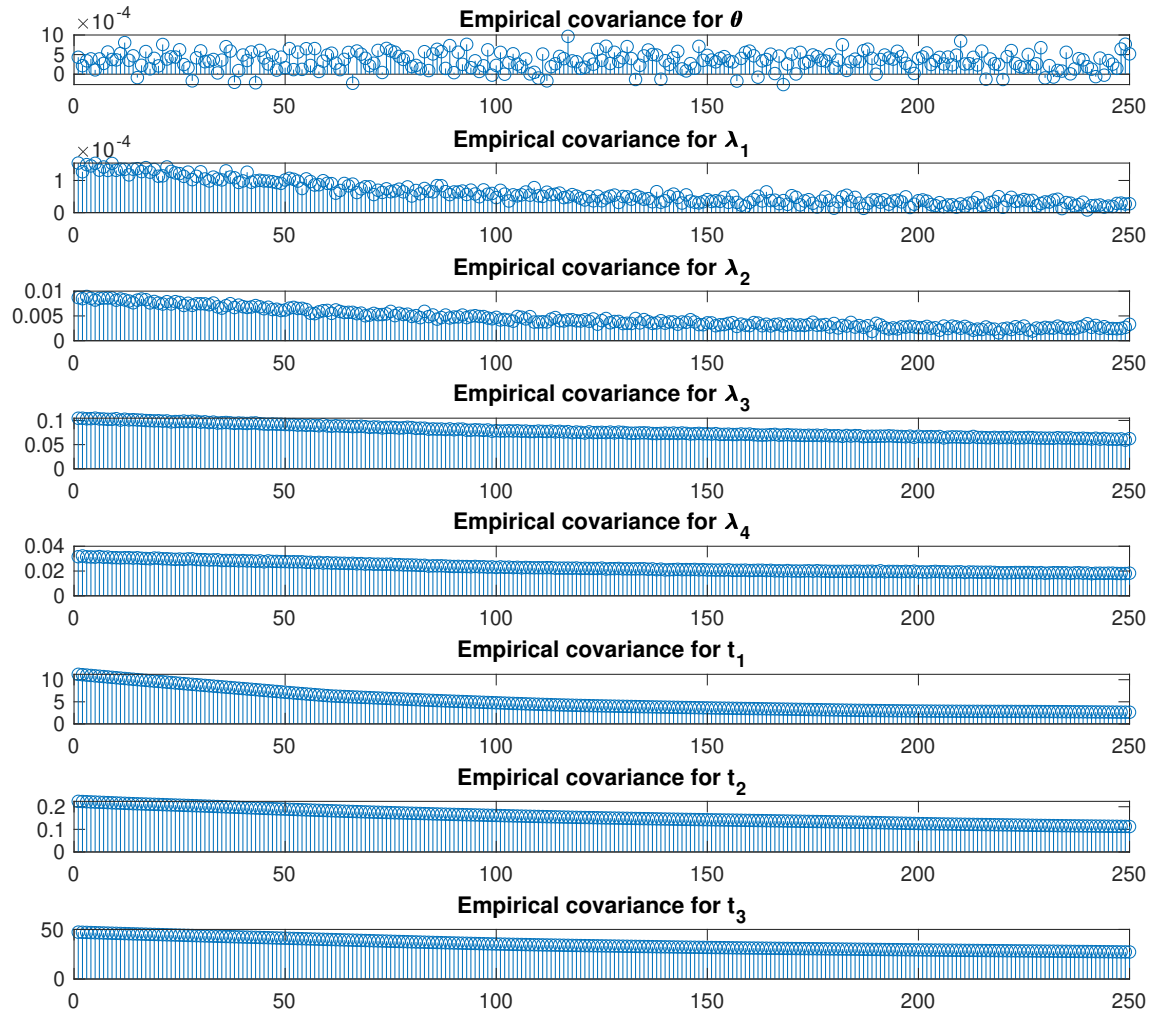 Empirical covariance for θ
×10⁻⁴
10
5
0
0 50 100 150 200 250
Empirical covariance for λ₁
×10⁻⁴
1
0
0 50 100 150 200 250
Empirical covariance for λ₂
0.01
0.005
0
0 50 100 150 200 250
Empirical covariance for λ₃
0.1
0.05
0
0 50 100 150 200 250
Empirical covariance for λ₄
0.04
0.02
0
0 50 100 150 200 250
Empirical covariance for t₁
10
5
0
0 50 100 150 200 250
Empirical covariance for t₂
0.2
0.1
0
0 50 100 150 200 250
Empirical covariance for t₃
50
0
0 50 100 150 200 250